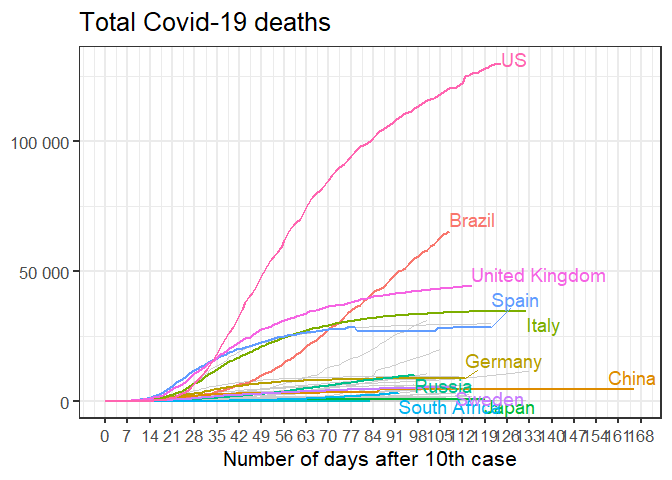 Total Covid-19 deaths
US
100 000
Brazil
50 000
United Kingdom
Spain
Italy
Germany
China
Russia
Sweden
South Africa
Japan
0
0 7 14 21 28 35 42 49 56 63 70 77 84 91 98 105 112 119 126 133 140 147 154 161 168
Number of days after 10th case